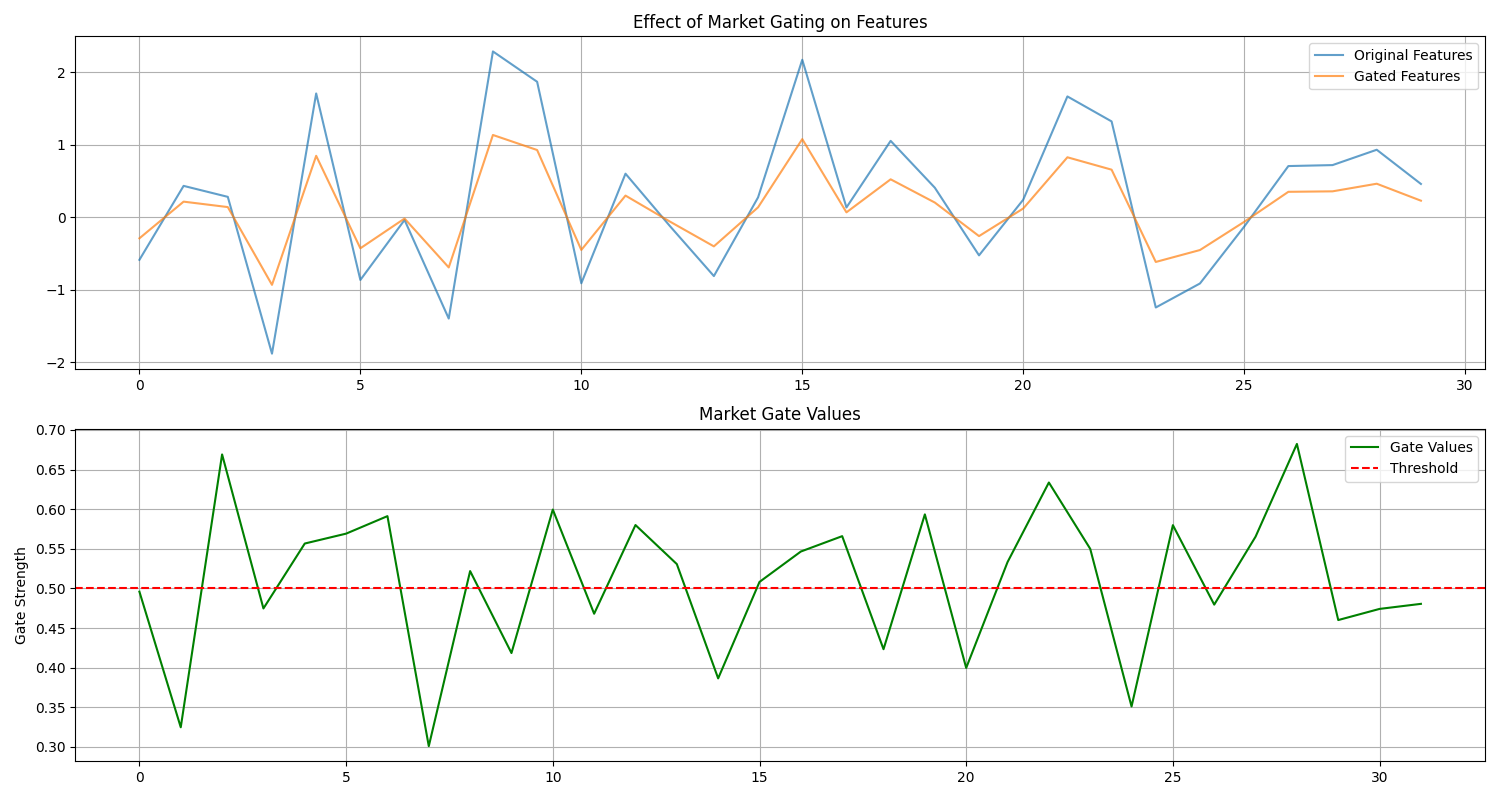 Effect of Market Gating on Features
Original Features
Gated Features
2
1
0
−1
−2
0 5 10 15 20 25 30
Market Gate Values
Gate Values
Threshold
Gate Strength
0.70
0.65
0.60
0.55
0.50
0.45
0.40
0.35
0.30
0 5 10 15 20 25 30